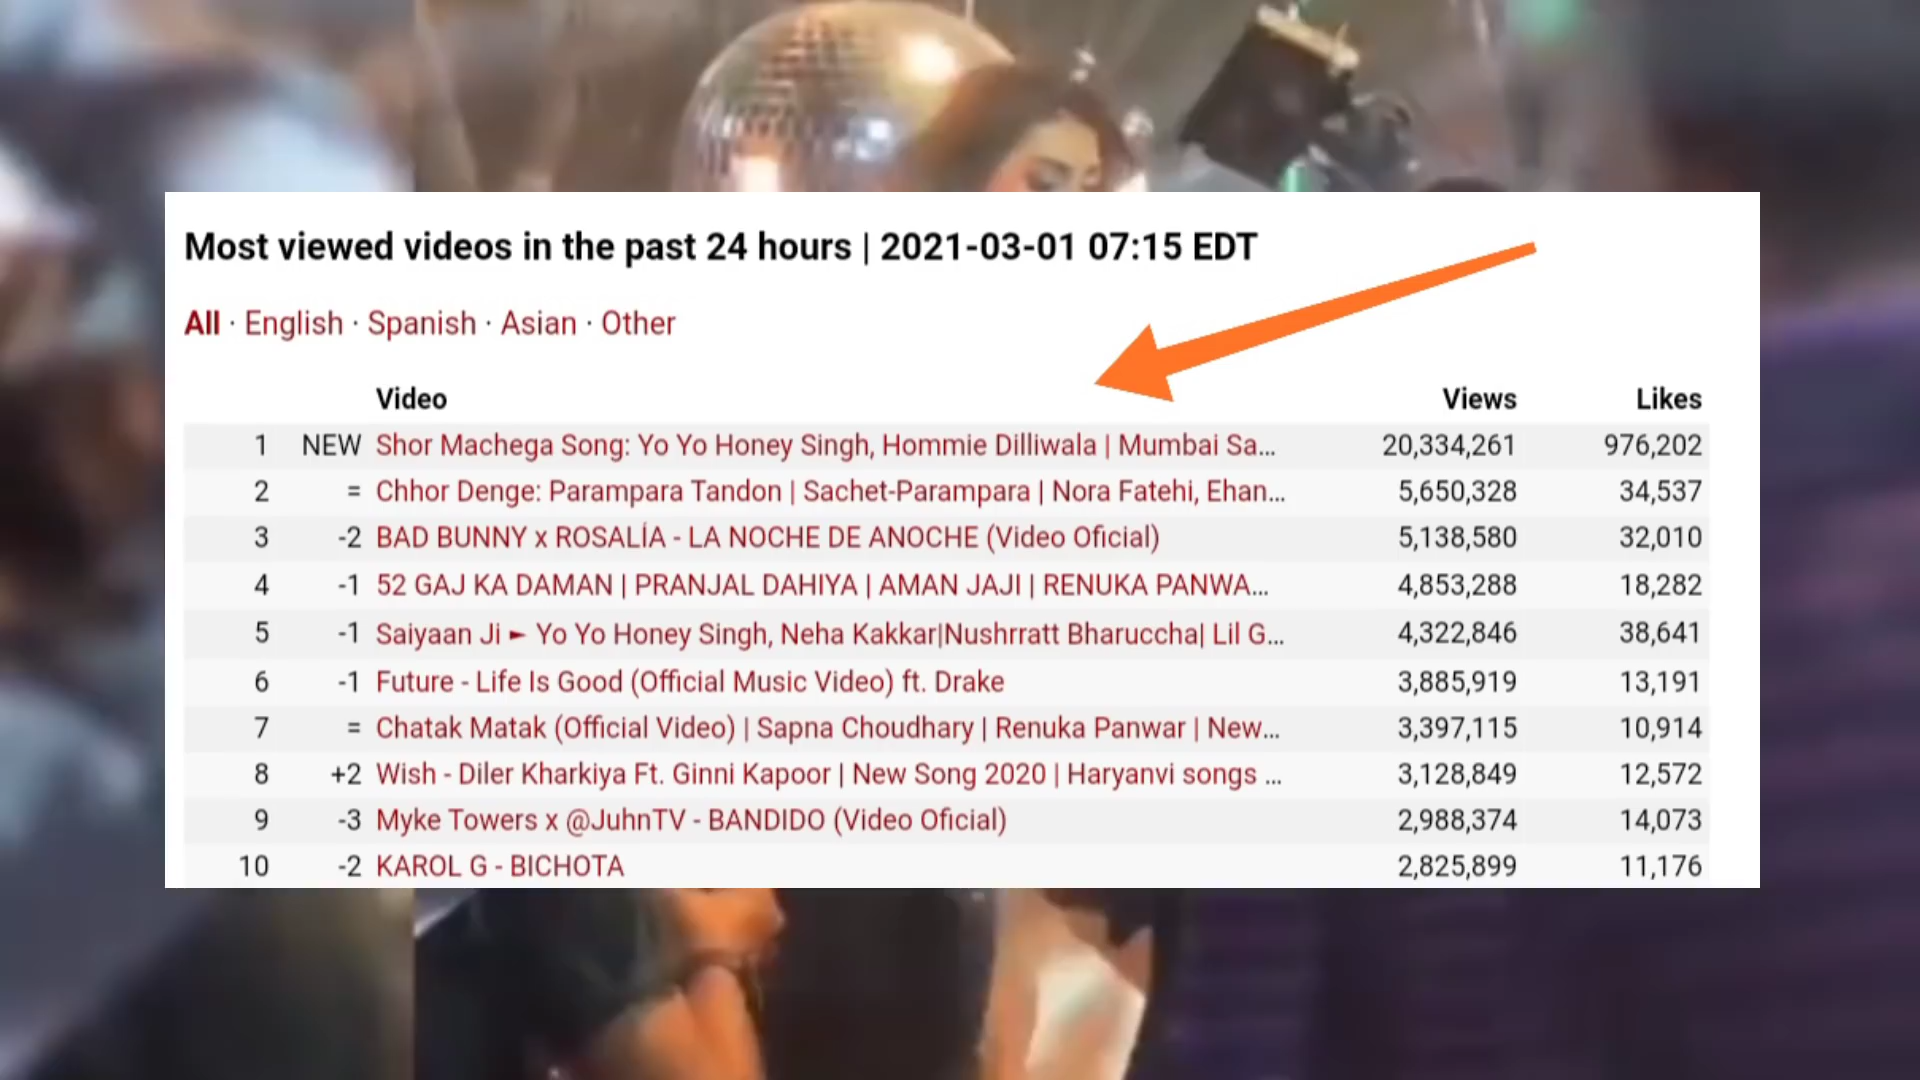 Most viewed videos in the past 24 hours | 2021-03-01 07:15 EDT
All · English · Spanish · Asian · Other
Video Views Likes
1 NEW Shor Machega Song: Yo Yo Honey Singh, Hommie Dilliwala | Mumbai Sa... 20,334,261 976,202
2 = Chhor Denge: Parampara Tandon | Sachet-Parampara | Nora Fatehi, Ehan... 5,650,328 34,537
3 -2 BAD BUNNY x ROSALÍA - LA NOCHE DE ANOCHE (Video Oficial) 5,138,580 32,010
4 -1 52 GAJ KA DAMAN | PRANJAL DAHIYA | AMAN JAJI | RENUKA PANWA... 4,853,288 18,282
5 -1 Saiyaan Ji ► Yo Yo Honey Singh, Neha Kakkar|Nushrratt Bharuccha| Lil G... 4,322,846 38,641
6 -1 Future - Life Is Good (Official Music Video) ft. Drake 3,885,919 13,191
7 = Chatak Matak (Official Video) | Sapna Choudhary | Renuka Panwar | New... 3,397,115 10,914
8 +2 Wish - Diler Kharkiya Ft. Ginni Kapoor | New Song 2020 | Haryanvi songs ... 3,128,849 12,572
9 -3 Myke Towers x @JuhnTV - BANDIDO (Video Oficial) 2,988,374 14,073
10 -2 KAROL G - BICHOTA 2,825,899 11,176